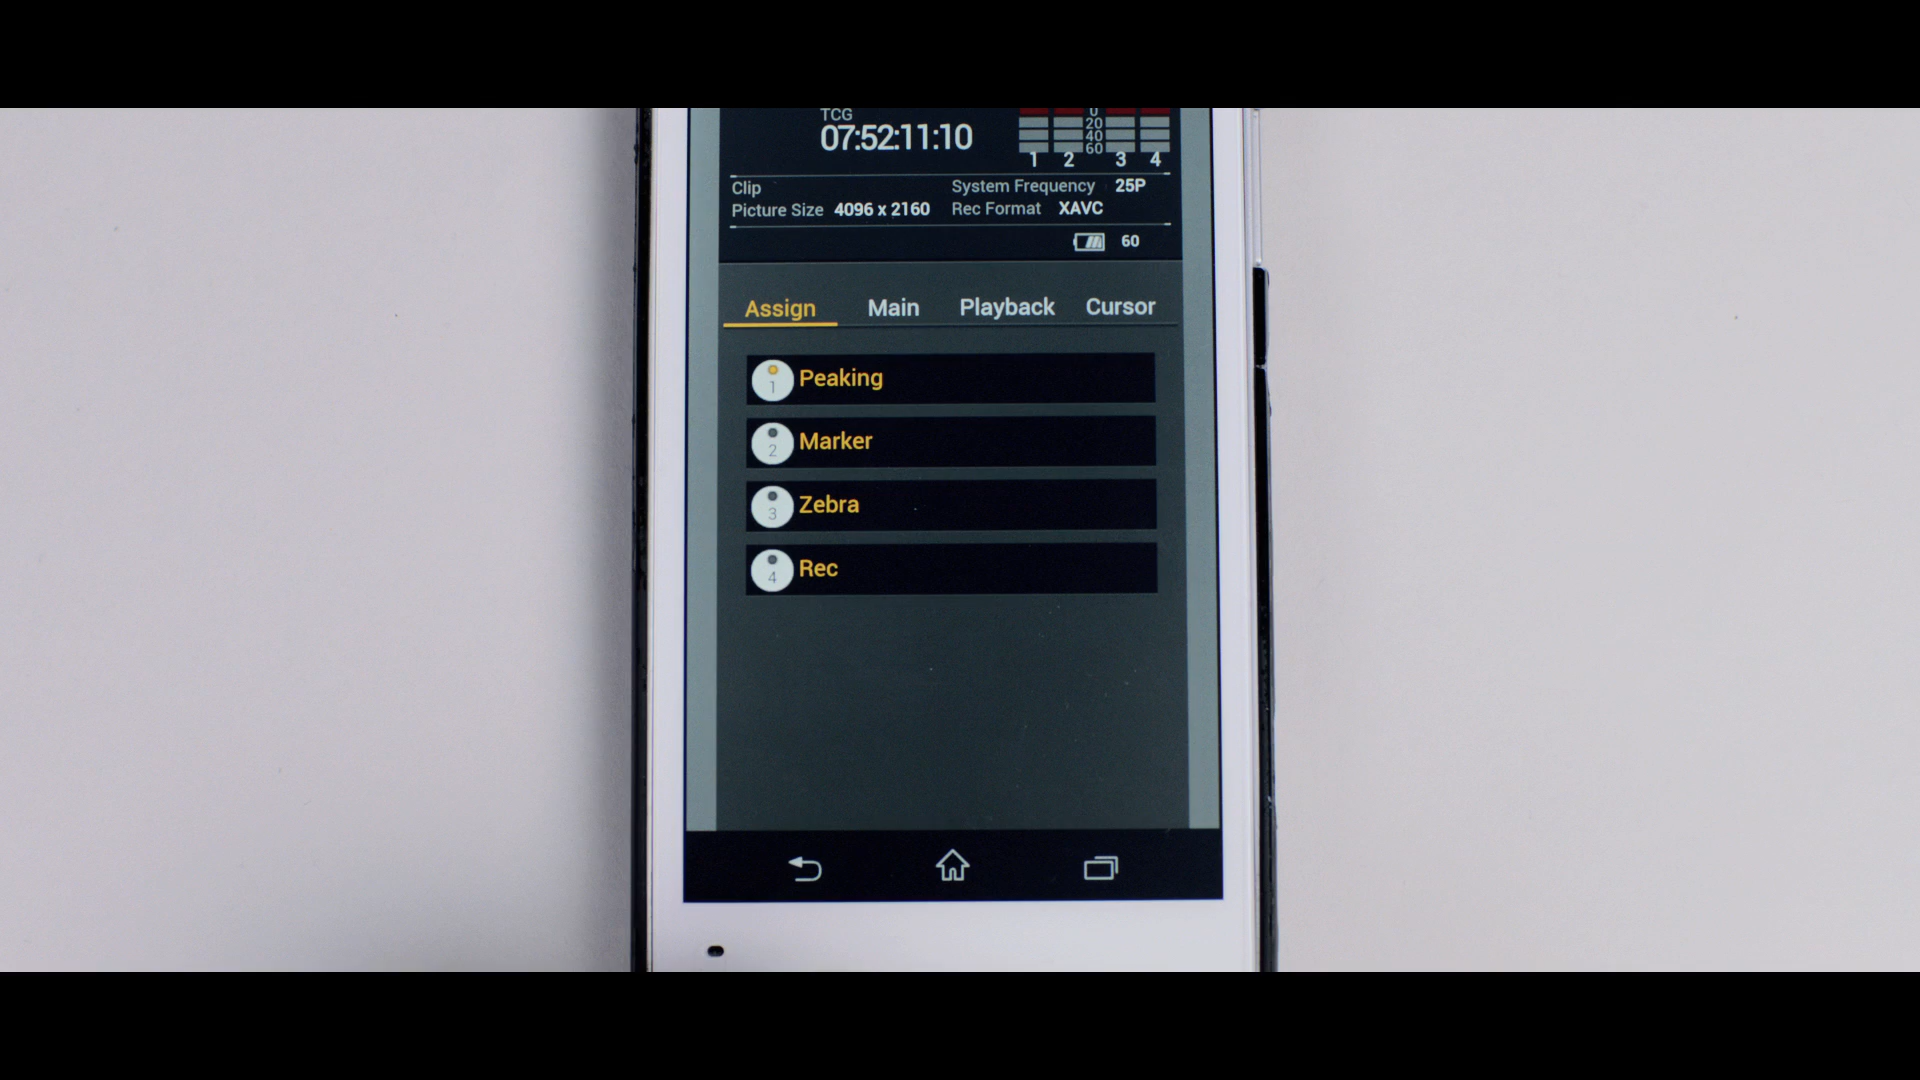 TCG
07:52:11:10
0
20
40
60
1 2 3 4
Clip
System Frequency 25P
Picture Size 4096 x 2160
Rec Format XAVC
60
Assign Main Playback Cursor
1 Peaking
2 Marker
3 Zebra
4 Rec